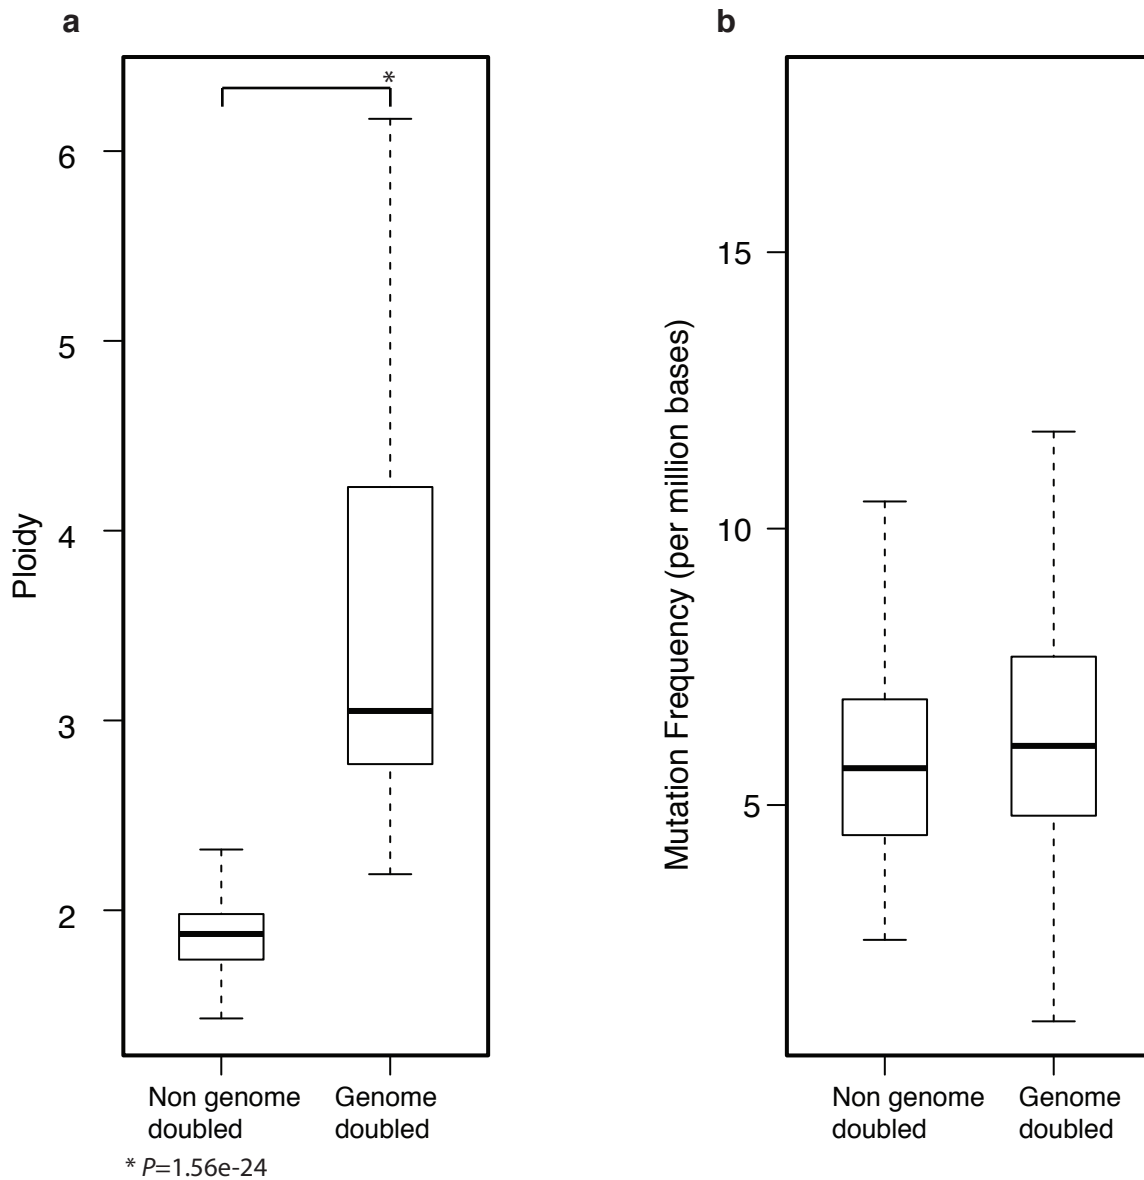 a
*
6
5
4
3
2
Ploidy
Non genome
doubled
Genome
doubled
* P=1.56e-24
b
15
10
5
Mutation Frequency (per million bases)
Non genome
doubled
Genome
doubled